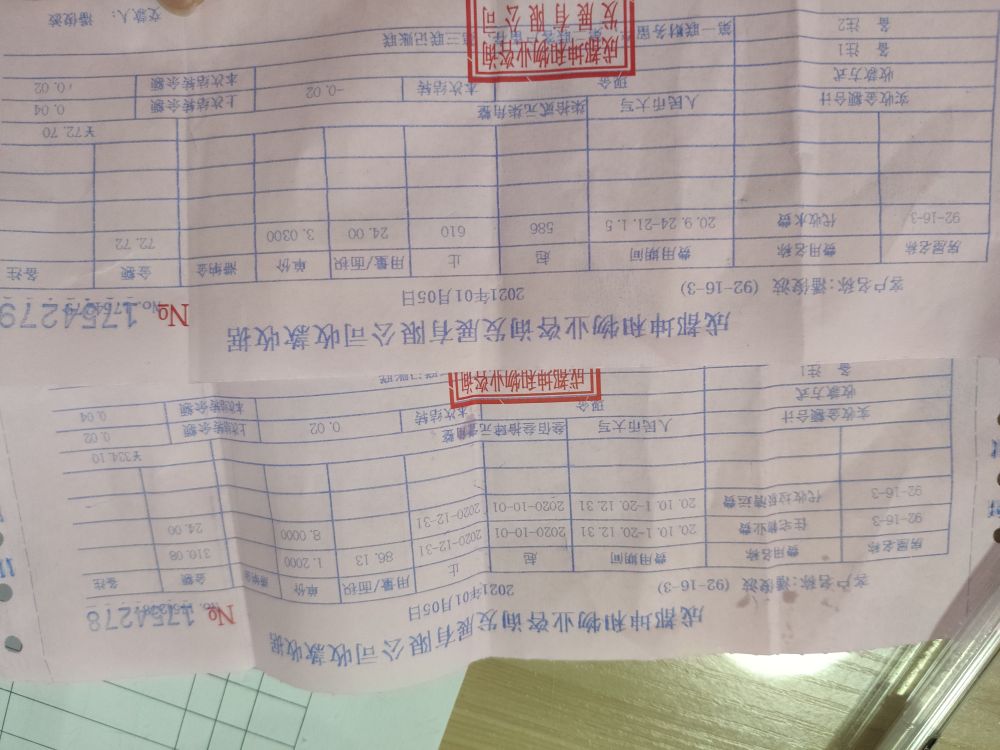 成都坤和物业咨询发展有限公司收款收据
№ 1754278
客户名称:潘俊波 (92-16-3) 2021年01月05日
房屋名称 费用名称 费用期间 起 止 用量/面积 单价 滞纳金 金额 备注
92-16-3 住宅物业费 20.10.1-20.12.31 2020-10-01 2020-12-31 86.13 1.2000 310.08
92-16-3 代收垃圾清运费 20.10.1-20.12.31 2020-10-01 2020-12-31 8.0000 24.00
实收金额合计 人民币大写 叁佰叁拾肆元壹角整 ¥334.10
收款方式 现金 本次结转 0.02 上次结转余额 0.02
备注1 本次结转余额 0.04
成都坤和物业咨询
成都坤和物业咨询发展有限公司收款收据
№ 1754279
客户名称:潘俊波 (92-16-3) 2021年01月05日
房屋名称 费用名称 费用期间 起 止 用量/面积 单价 滞纳金 金额 备注
92-16-3 代收水费 20.9.24-21.1.5 586 610 24.00 3.0300 72.72
实收金额合计 人民币大写 柒拾贰元柒角整 ¥72.70
收款方式 现金 本次结转 -0.02 上次结转余额 0.04
备注1 本次结转余额 0.02
备注2 第一联财务留存 第三联记账联
成都坤和物业咨询
发展有限公司
交款人: 潘俊波